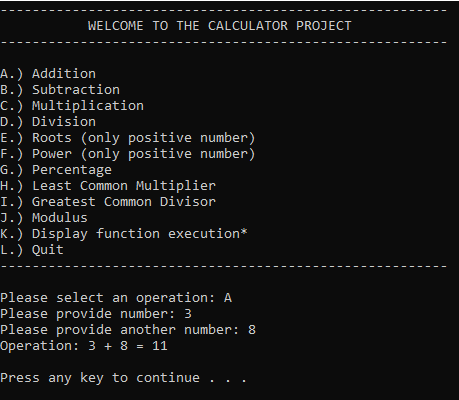 --------------------------------------------------------
WELCOME TO THE CALCULATOR PROJECT
--------------------------------------------------------
A.) Addition
B.) Subtraction
C.) Multiplication
D.) Division
E.) Roots (only positive number)
F.) Power (only positive number)
G.) Percentage
H.) Least Common Multiplier
I.) Greatest Common Divisor
J.) Modulus
K.) Display function execution*
L.) Quit
--------------------------------------------------------
Please select an operation: A
Please provide number: 3
Please provide another number: 8
Operation: 3 + 8 = 11
Press any key to continue . . .